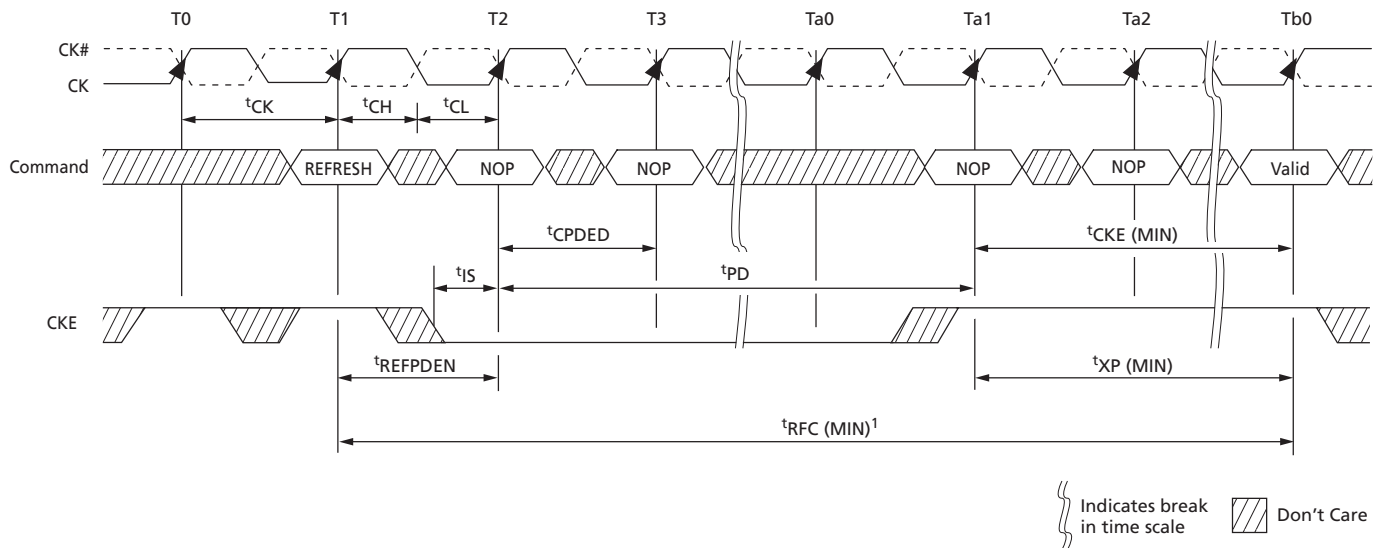 T0 T1 T2 T3 Ta0 Ta1 Ta2 Tb0
CK#
CK
tCK tCH tCL
Command REFRESH NOP NOP NOP NOP Valid
tCPDED tCKE (MIN)
tIS tPD
CKE
tREFPDEN tXP (MIN)
tRFC (MIN)1
Indicates break
in time scale
Don't Care